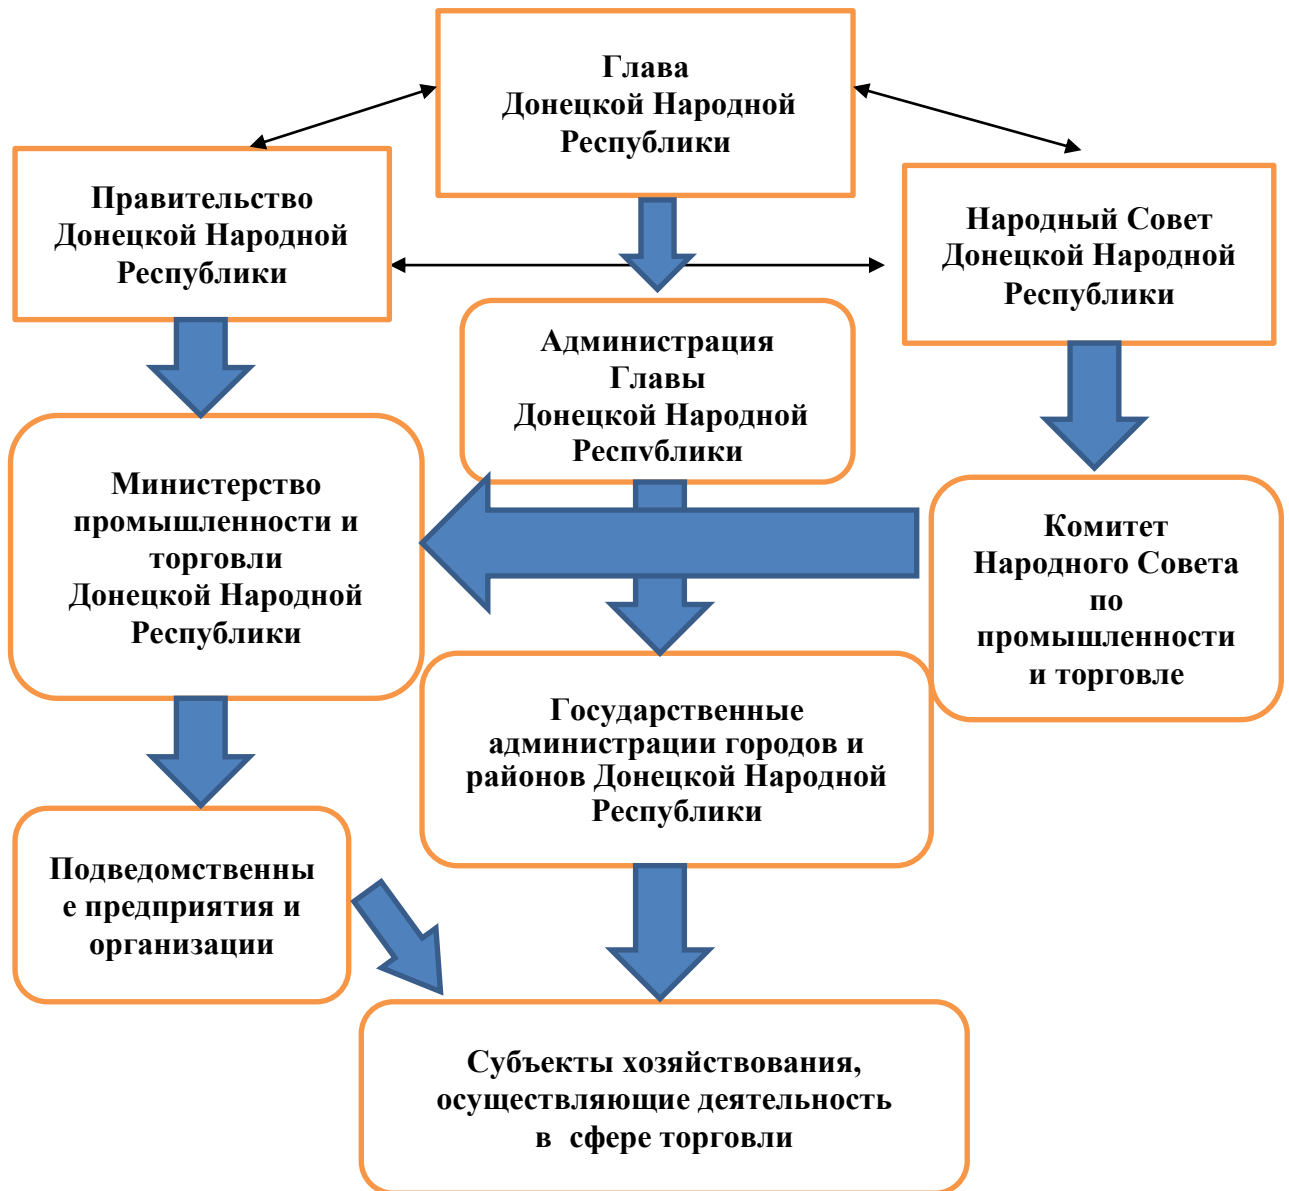 Глава
Донецкой Народной
Республики
Правительство
Донецкой Народной
Республики
Народный Совет
Донецкой Народной
Республики
Администрация
Главы
Донецкой Народной
Республики
Министерство
промышленности и
торговли
Донецкой Народной
Республики
Комитет
Народного Совета
по
промышленности
и торговле
Государственные
администрации городов и
районов Донецкой Народной
Республики
Подведомственны
е предприятия и
организации
Субъекты хозяйствования,
осуществляющие деятельность
в сфере торговли